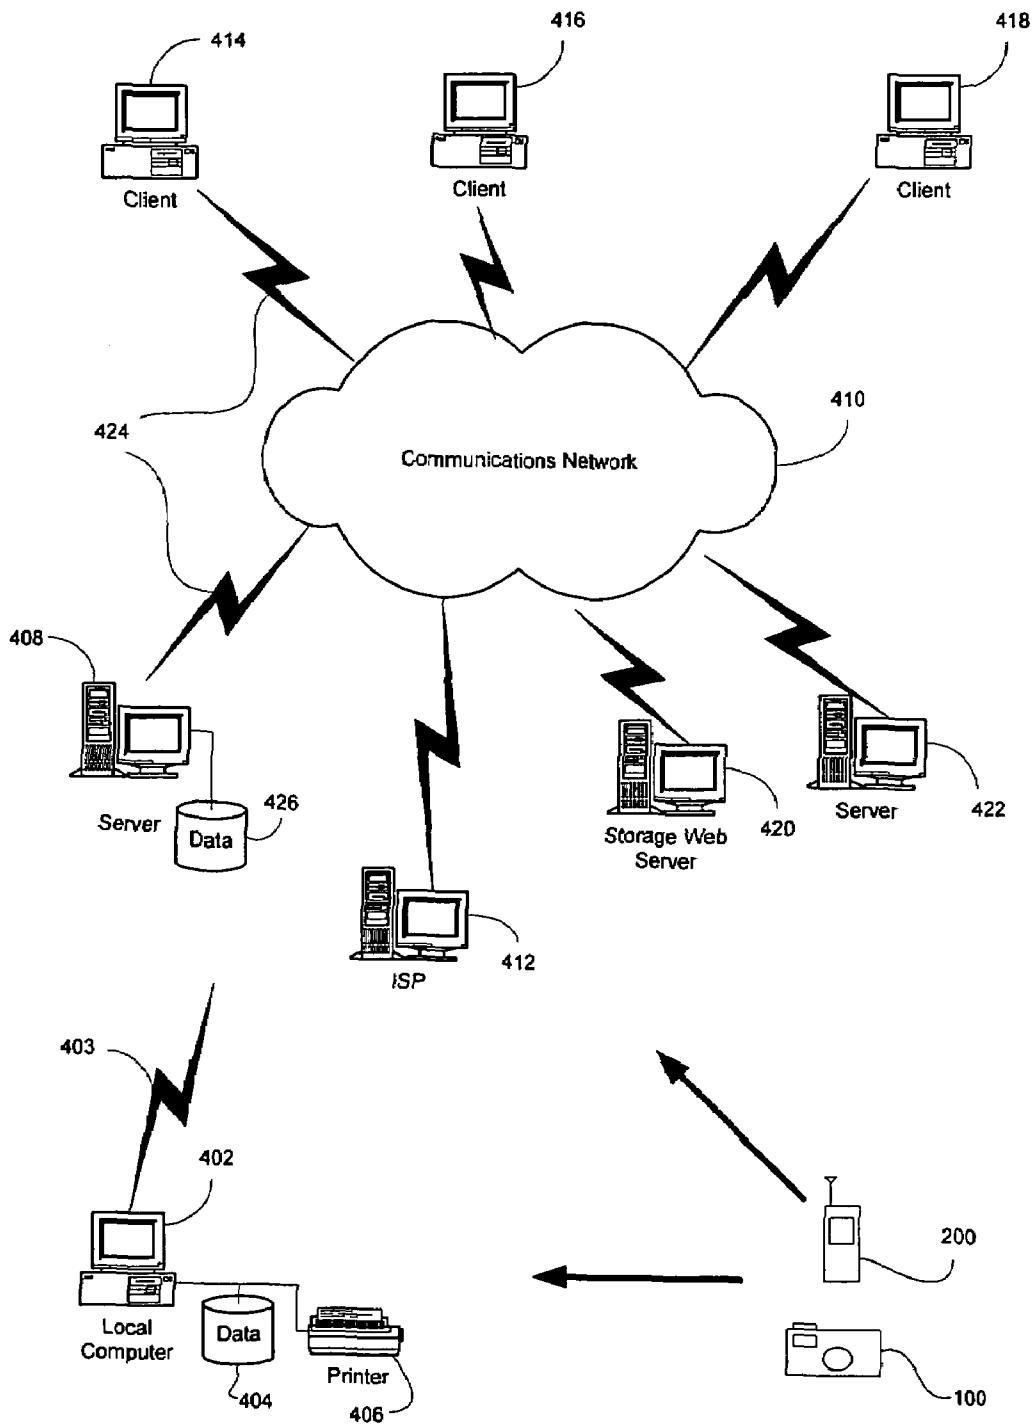 414
416
418
Client
Client
Client
410
424
Communications Network
408
Server
426
Data
420
Storage Web
Server
422
Server
412
ISP
403
402
200
Local
Computer
Data
404
Printer
406
100